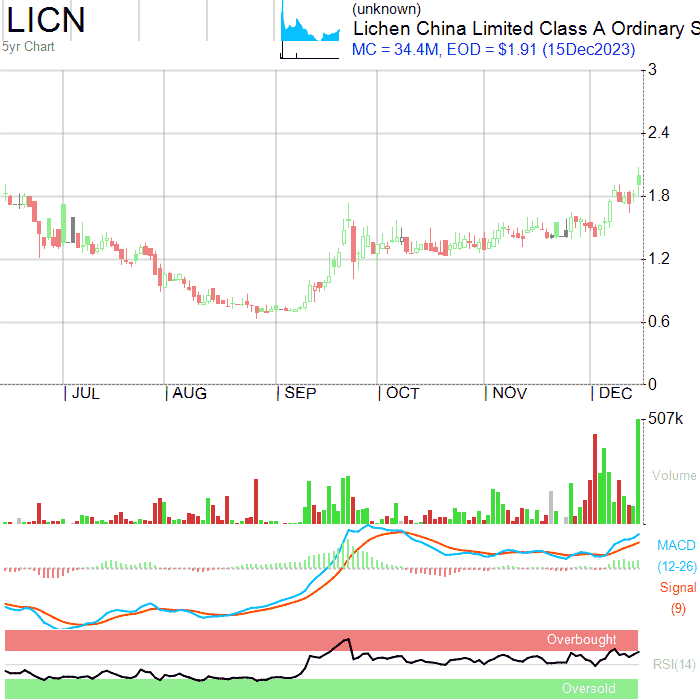 LICN
5yr Chart
(unknown)
Lichen China Limited Class A Ordinary S
MC = 34.4M, EOD = $1.91 (15Dec2023)
3
2.4
1.8
1.2
0.6
0
JUL
AUG
SEP
OCT
NOV
DEC
507k
Volume
MACD
(12-26)
Signal
(9)
Overbought
RSI(14)
Oversold